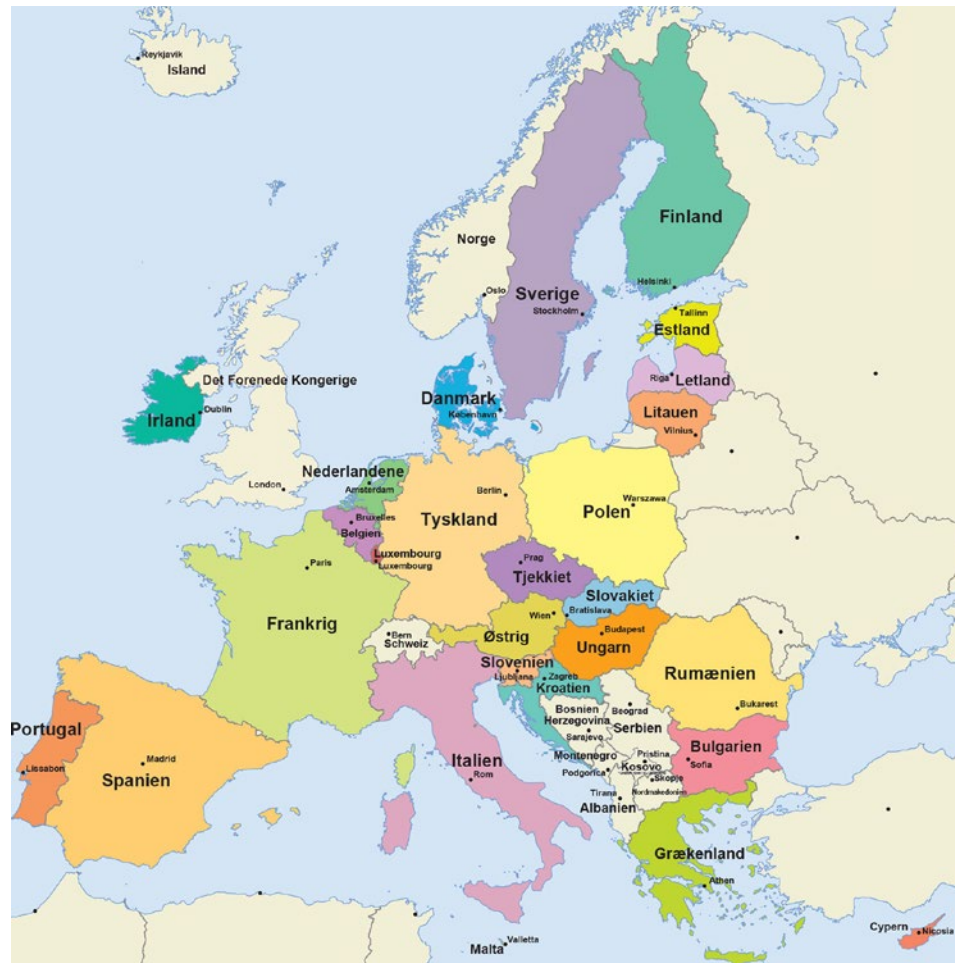 Reykjavik
Island
Finland
Norge
Helsinki
Oslo
Sverige
Stockholm
Tallinn
Estland
Det Forenede Kongerige
Riga
Letland
Danmark
København
Dublin
Irland
Litauen
Vilnius
Nederlandene
Amsterdam
London
Berlin
Warszawa
Polen
Tyskland
Bruxelles
Belgien
Luxembourg
Luxembourg
Paris
Prag
Tjekkiet
Slovakiet
Bratislava
Wien
Østrig
Frankrig
Bern
Schweiz
Budapest
Ungarn
Slovenien
Ljubljana
Zagreb
Kroatien
Rumænien
Bukarest
Bosnien
Herzegovina
Sarajevo
Beograd
Serbien
Portugal
Lissabon
Madrid
Spanien
Italien
Rom
Montenegro
Podgorica
Pristina
Kosovo
Bulgarien
Sofia
Skopje
Nordmakedonien
Tirana
Albanien
Grækenland
Athen
Cypern
Nicosia
Valletta
Malta